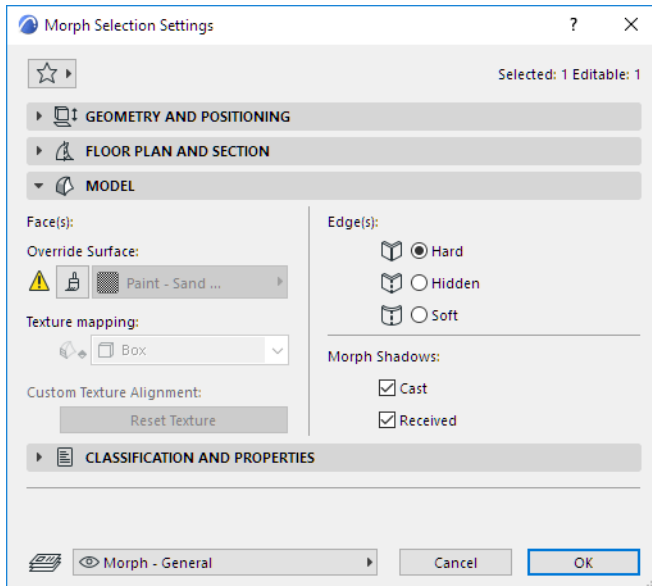 Morph Selection Settings
Selected: 1 Editable: 1
GEOMETRY AND POSITIONING
FLOOR PLAN AND SECTION
MODEL
Face(s):
Override Surface:
Paint - Sand ...
Texture mapping:
Box
Custom Texture Alignment:
Reset Texture
Edge(s):
Hard
Hidden
Soft
Morph Shadows:
Cast
Received
CLASSIFICATION AND PROPERTIES
Morph - General
Cancel
OK